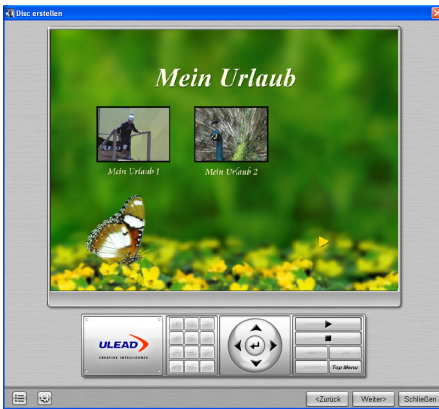 Disc erstellen
Mein Urlaub
Mein Urlaub 1
Mein Urlaub 2
ULEAD
CREATIVE INTELLIGENCE
Top Menu
<Zurück
Weiter>
Schließen